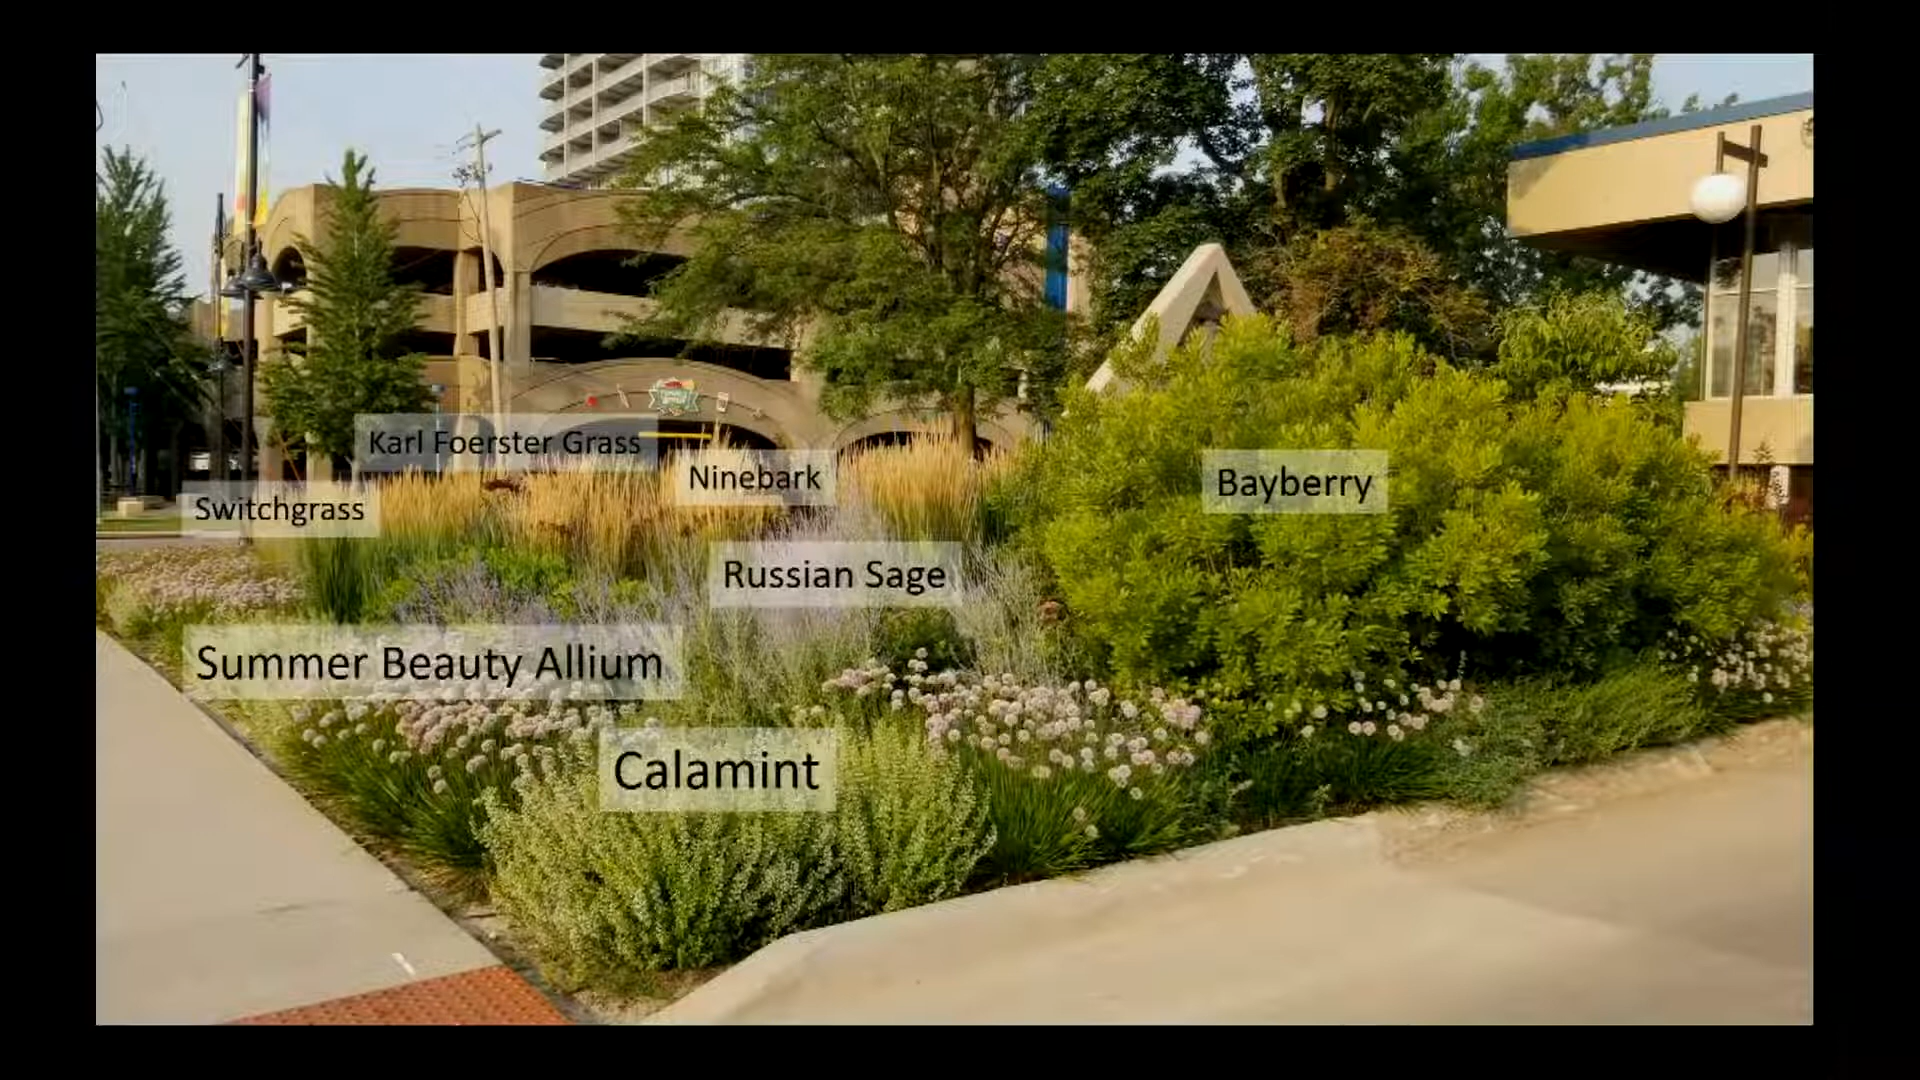 Karl Foerster Grass
Ninebark
Bayberry
Switchgrass
Russian Sage
Summer Beauty Allium
Calamint